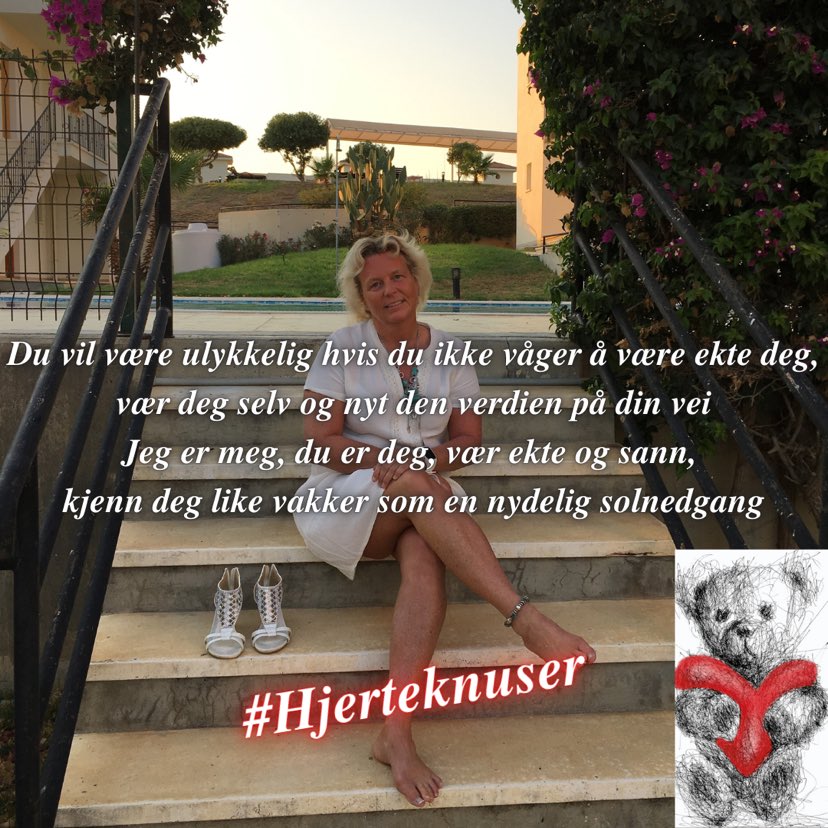 Du vil være ulykkelig hvis du ikke våger å være ekte deg,
vær deg selv og nyt den verdien på din vei
Jeg er meg, du er deg, vær ekte og sann,
kjenn deg like vakker som en nydelig solnedgang
#Hjerteknuser